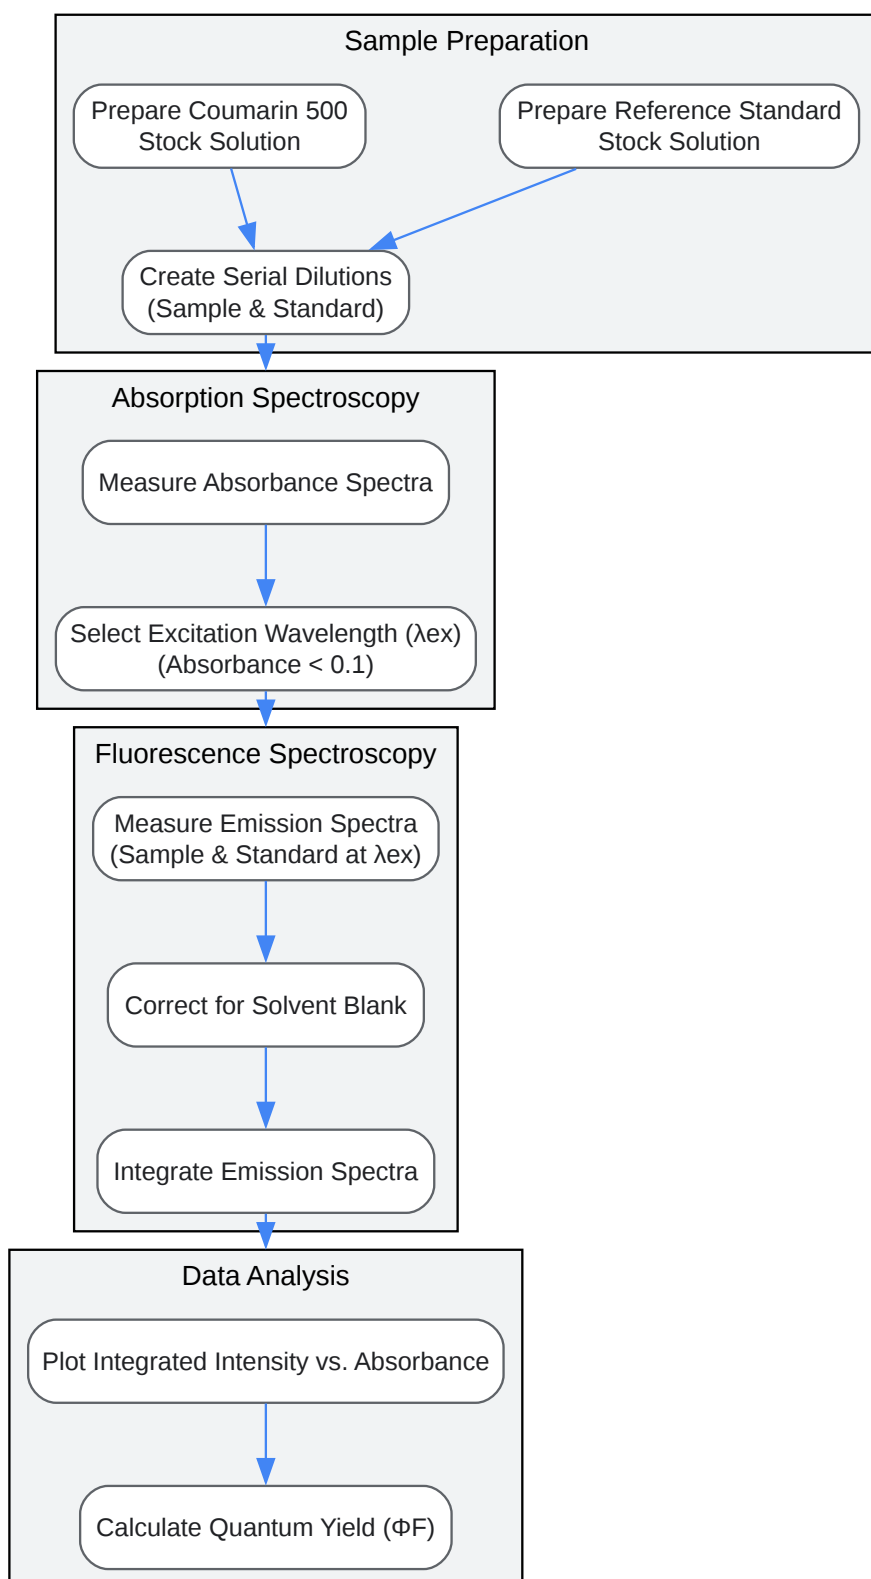 Sample Preparation
Prepare Coumarin 500
Stock Solution
Prepare Reference Standard
Stock Solution
Create Serial Dilutions
(Sample & Standard)
Absorption Spectroscopy
Measure Absorbance Spectra
Select Excitation Wavelength (λex)
(Absorbance < 0.1)
Fluorescence Spectroscopy
Measure Emission Spectra
(Sample & Standard at λex)
Correct for Solvent Blank
Integrate Emission Spectra
Data Analysis
Plot Integrated Intensity vs. Absorbance
Calculate Quantum Yield (ΦF)